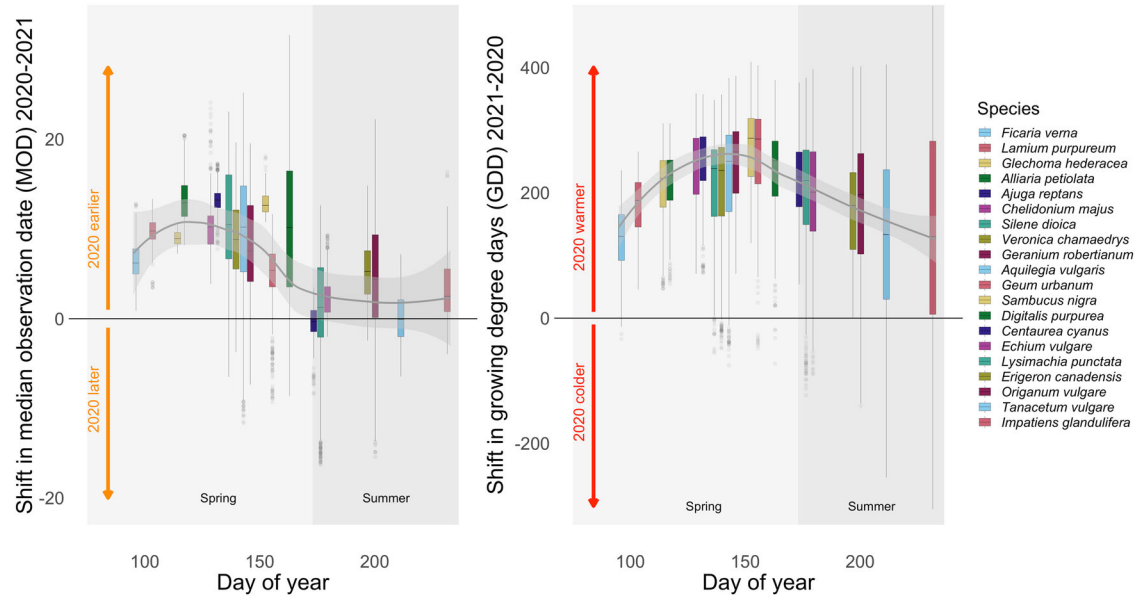 Shift in median observation date (MOD) 2020-2021
20
0
-20
2020 earlier
2020 later
Spring
Summer
100
150
200
Day of year
Shift in growing degree days (GDD) 2021-2020
400
200
0
-200
2020 warmer
2020 colder
Spring
Summer
100
150
200
Day of year
Species
Ficaria verna
Lamium purpureum
Glechoma hederacea
Alliaria petiolata
Ajuga reptans
Chelidonium majus
Silene dioica
Veronica chamaedrys
Geranium robertianum
Aquilegia vulgaris
Geum urbanum
Sambucus nigra
Digitalis purpurea
Centaurea cyanus
Echium vulgare
Lysimachia punctata
Erigeron canadensis
Origanum vulgare
Tanacetum vulgare
Impatiens glandulifera